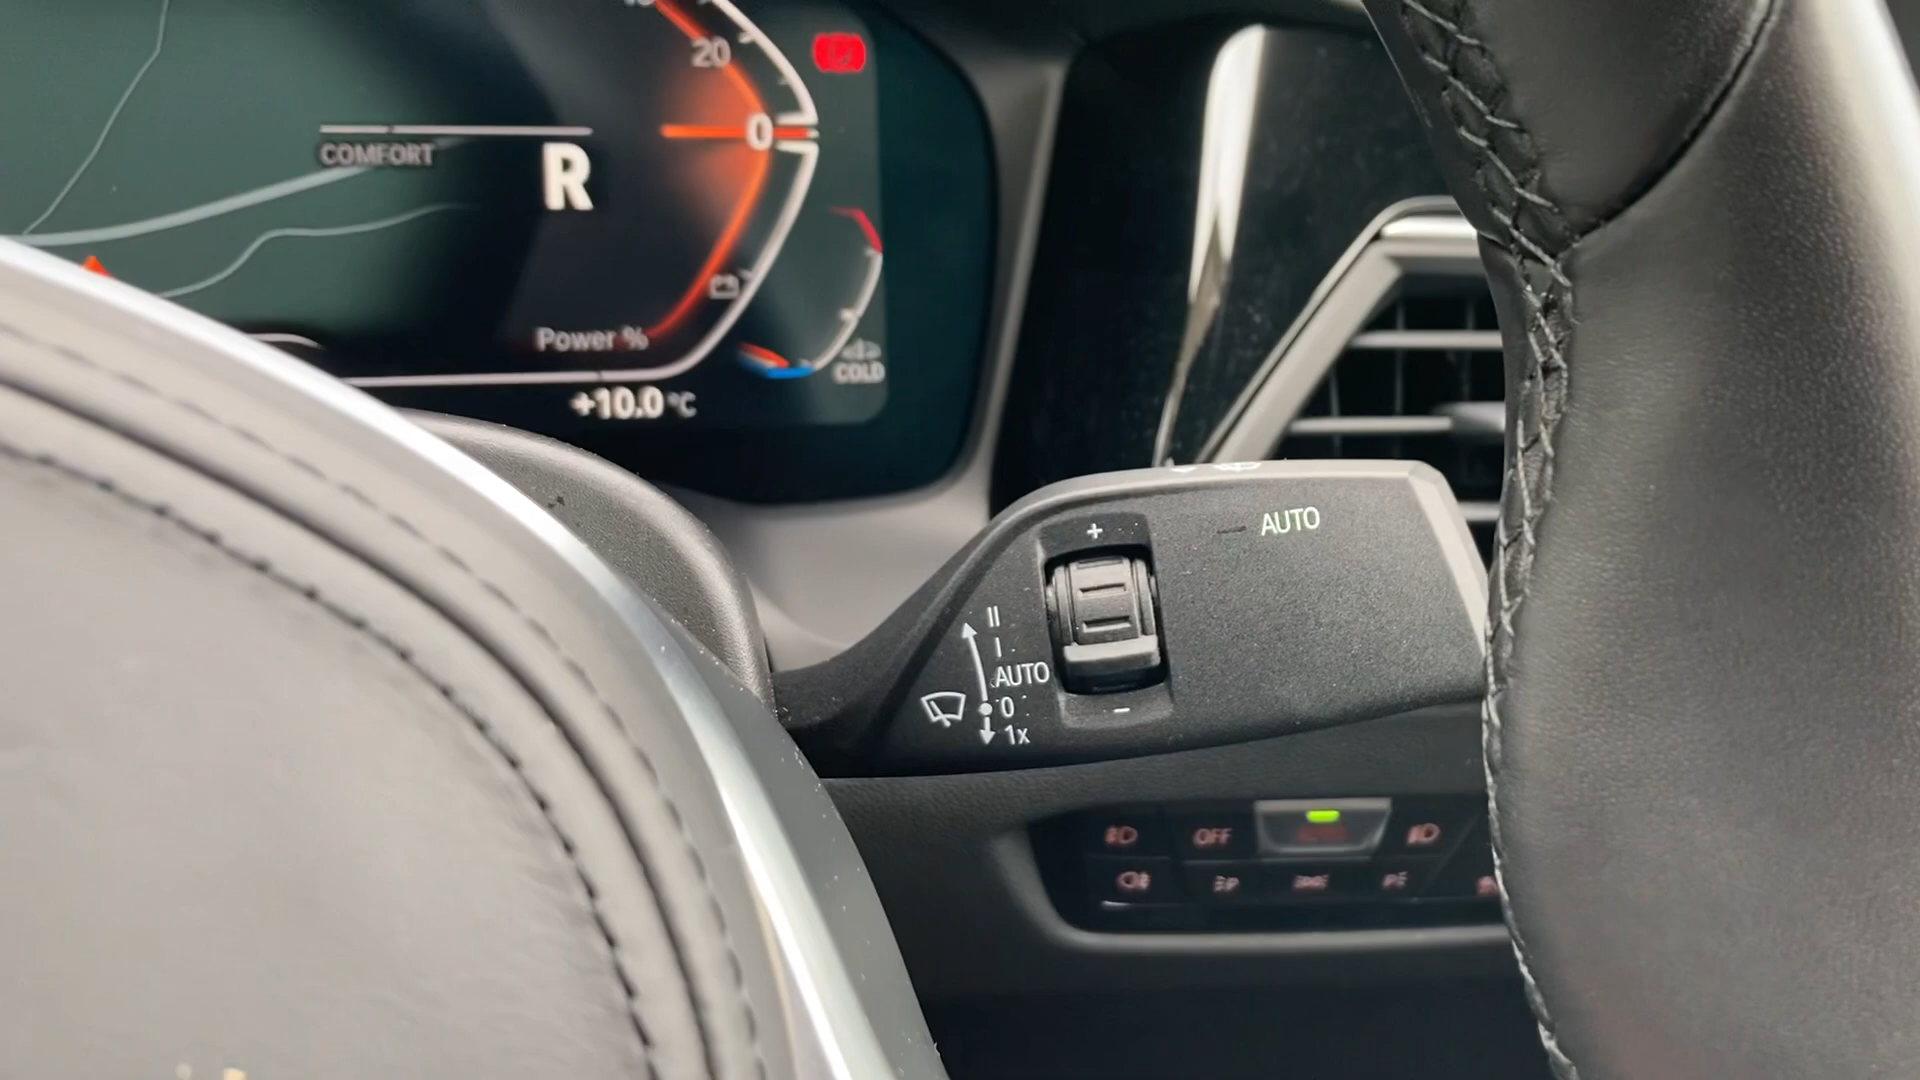 20
0
COMFORT
R
Power %
COLD
+10.0 °C
+
AUTO
II
I
AUTO
0
1x
−
OFF